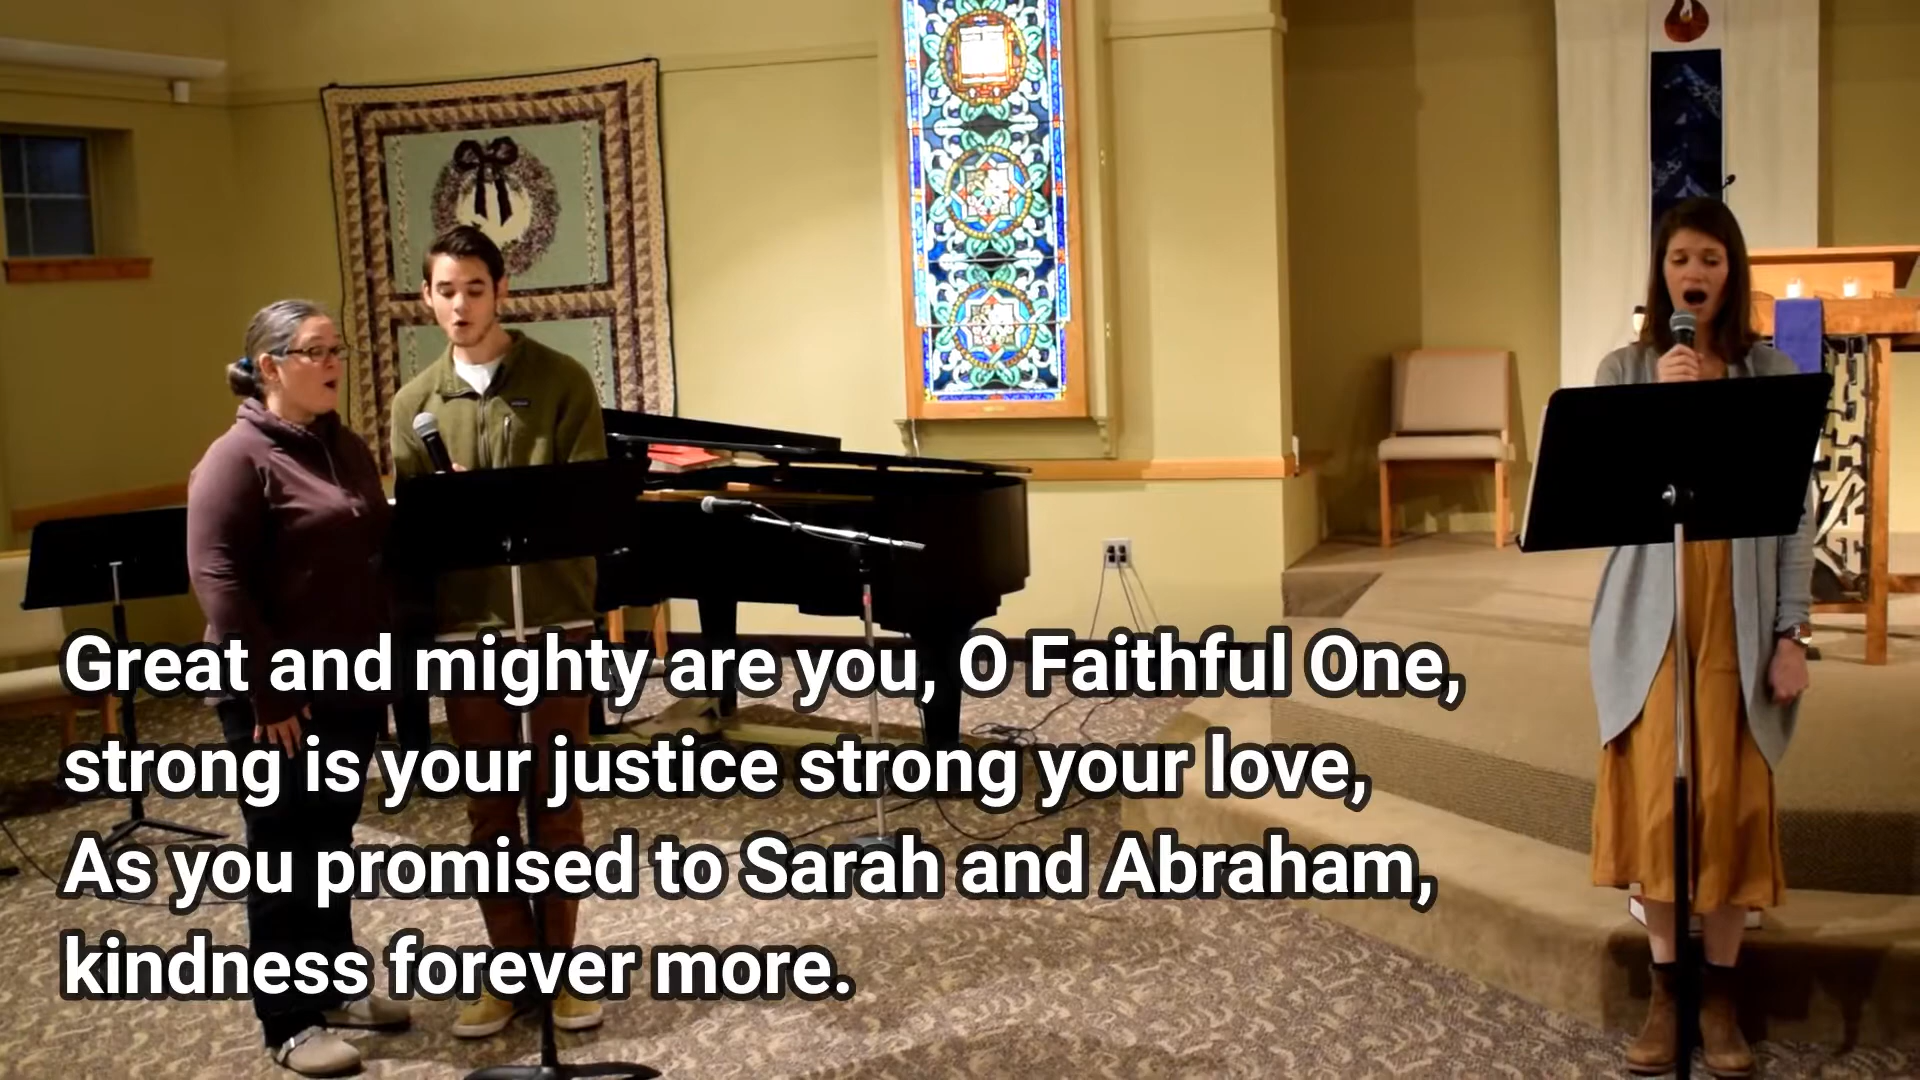 Great and mighty are you, O Faithful One,
strong is your justice strong your love,
As you promised to Sarah and Abraham,
kindness forever more.